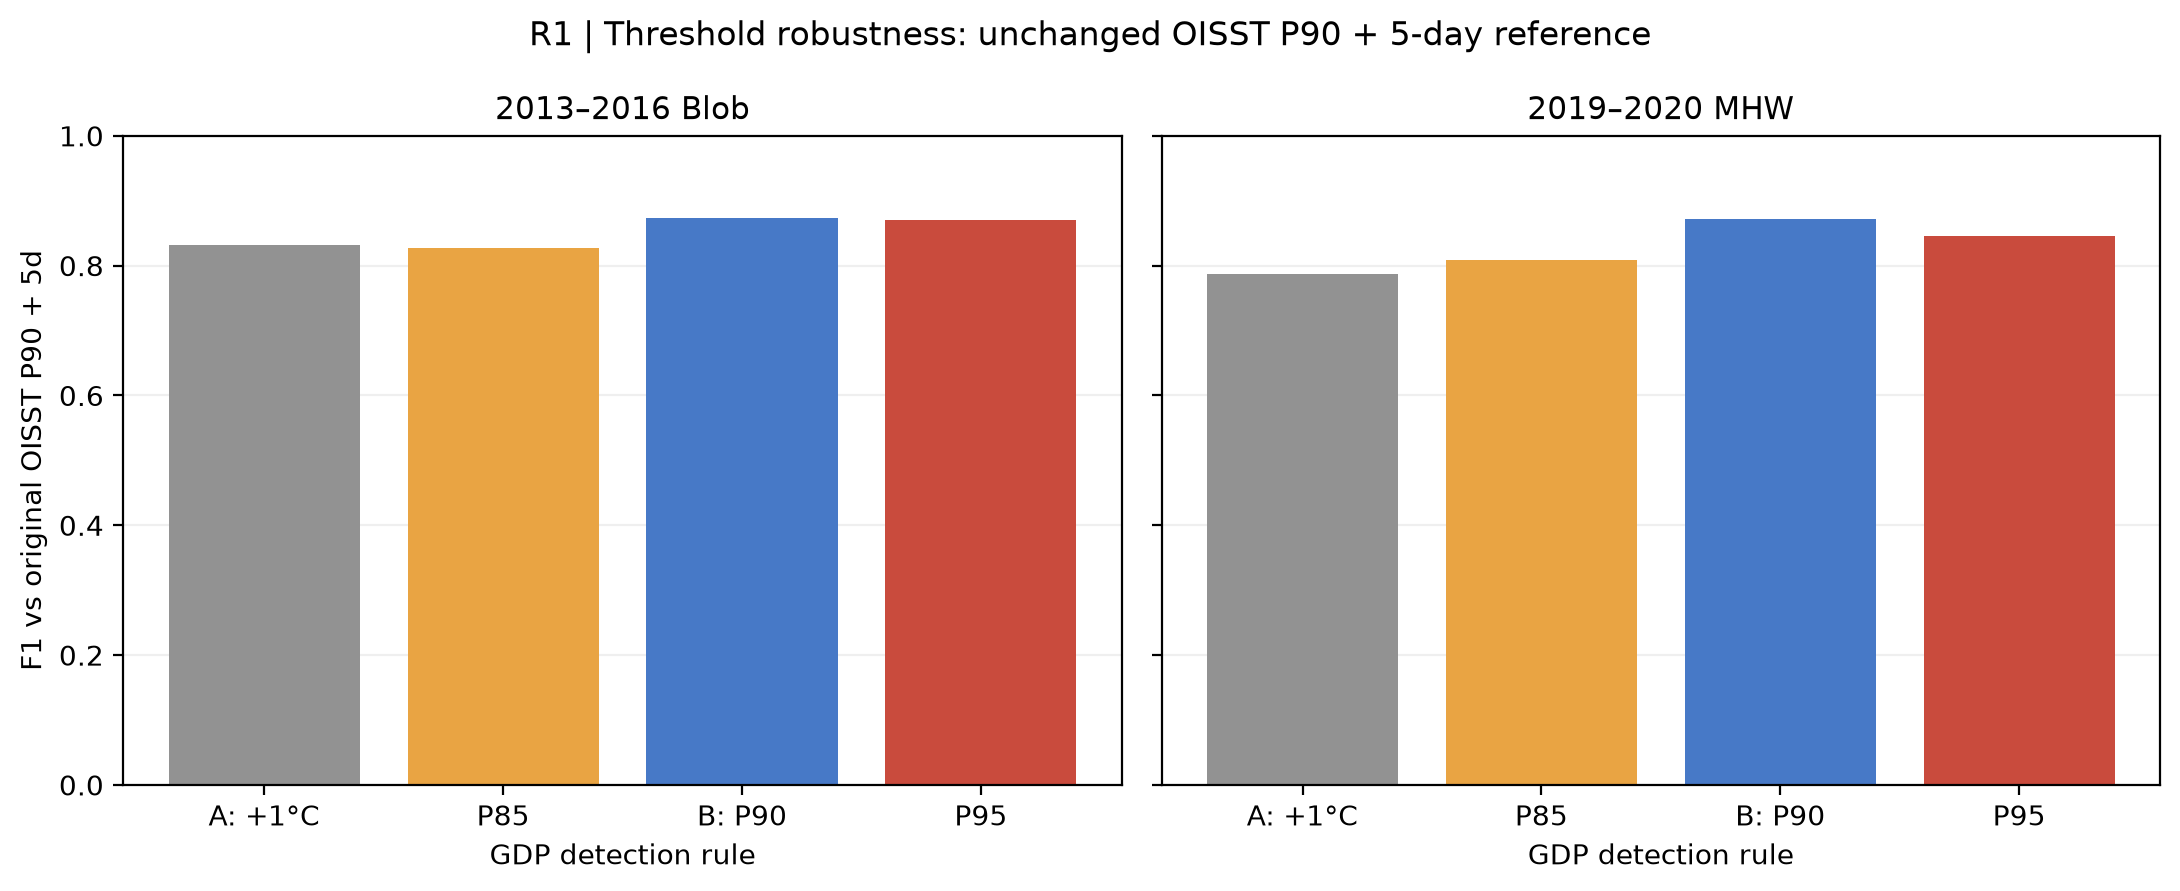 R1 | Threshold robustness: unchanged OISST P90 + 5-day reference
2013–2016 Blob
2019–2020 MHW
F1 vs original OISST P90 + 5d
1.0
0.8
0.6
0.4
0.2
0.0
A: +1°C P85 B: P90 P95
A: +1°C P85 B: P90 P95
GDP detection rule
GDP detection rule